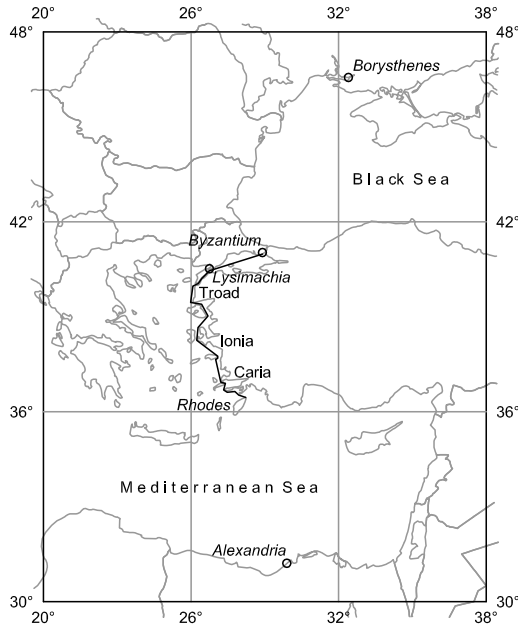 20° 26° 32° 38°
48° 48°
Borysthenes
Black Sea
42° 42°
Byzantium
Lysimachia
Troad
Ionia
Caria
Rhodes
36° 36°
Mediterranean Sea
Alexandria
30° 30°
20° 26° 32° 38°